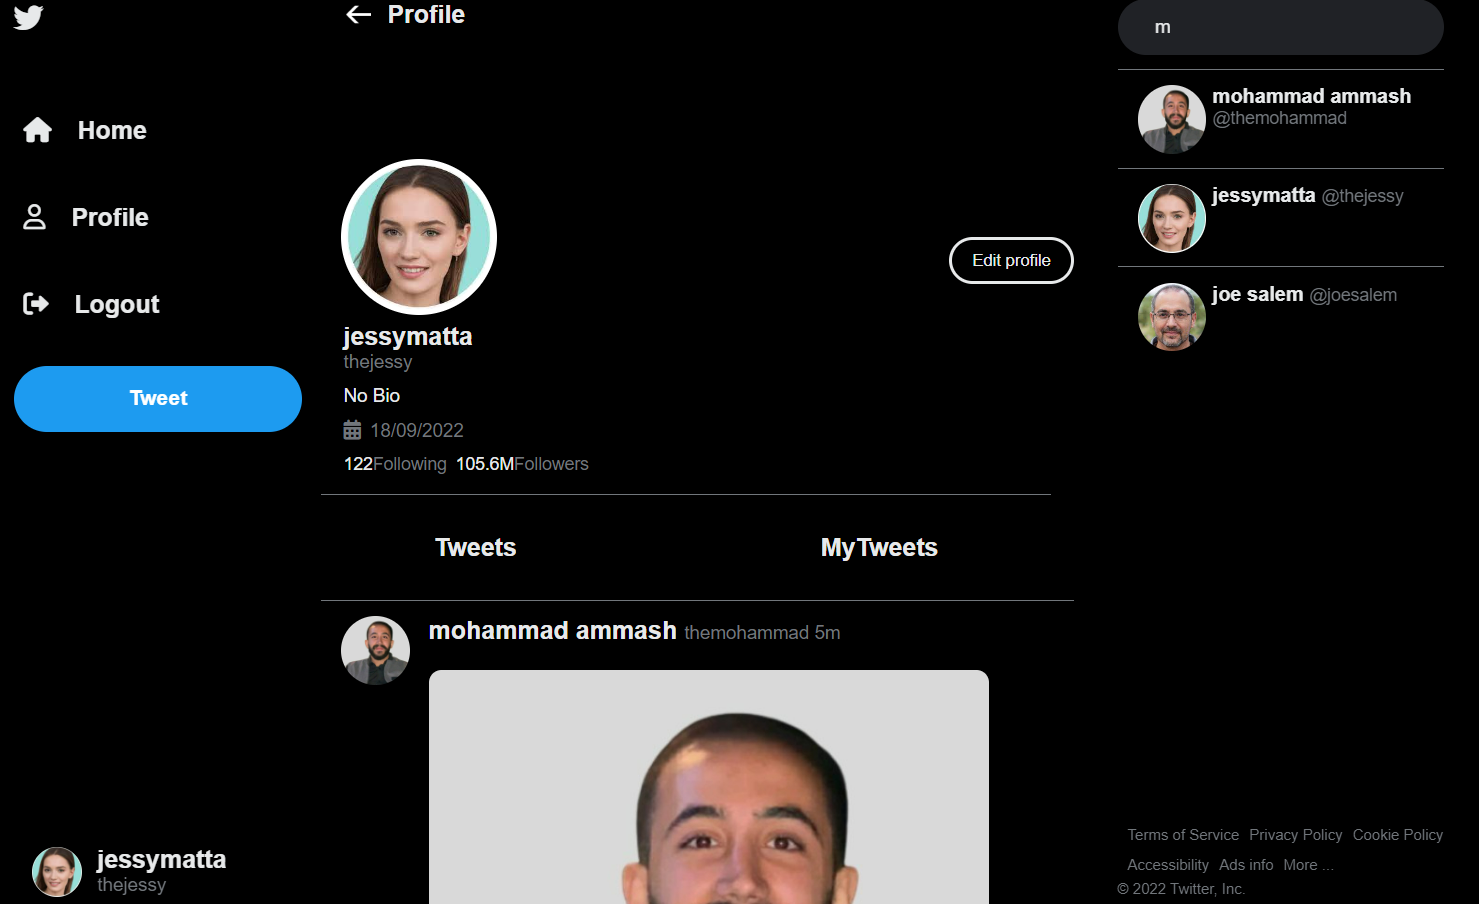 Home
Profile
Logout
Tweet
jessymatta
thejessy
Profile
Edit profile
jessymatta
thejessy
No Bio
18/09/2022
122Following 105.6MFollowers
Tweets MyTweets
mohammad ammash themohammad 5m
m
mohammad ammash
@themohammad
jessymatta @thejessy
joe salem @joesalem
Terms of Service Privacy Policy Cookie Policy
Accessibility Ads info More ...
© 2022 Twitter, Inc.